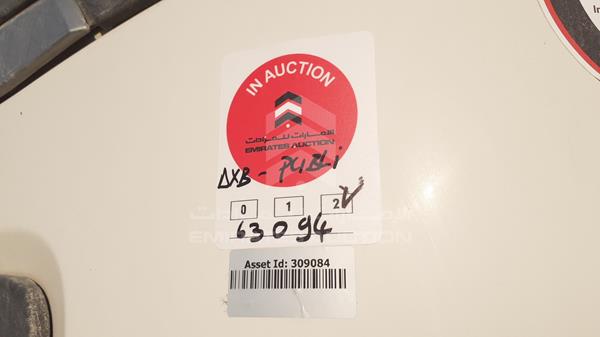 IN AUCTION
الإمارات للمزادات
EMIRATES AUCTION
DXB - PUBLi
0 1 2
63094
Asset Id: 309084